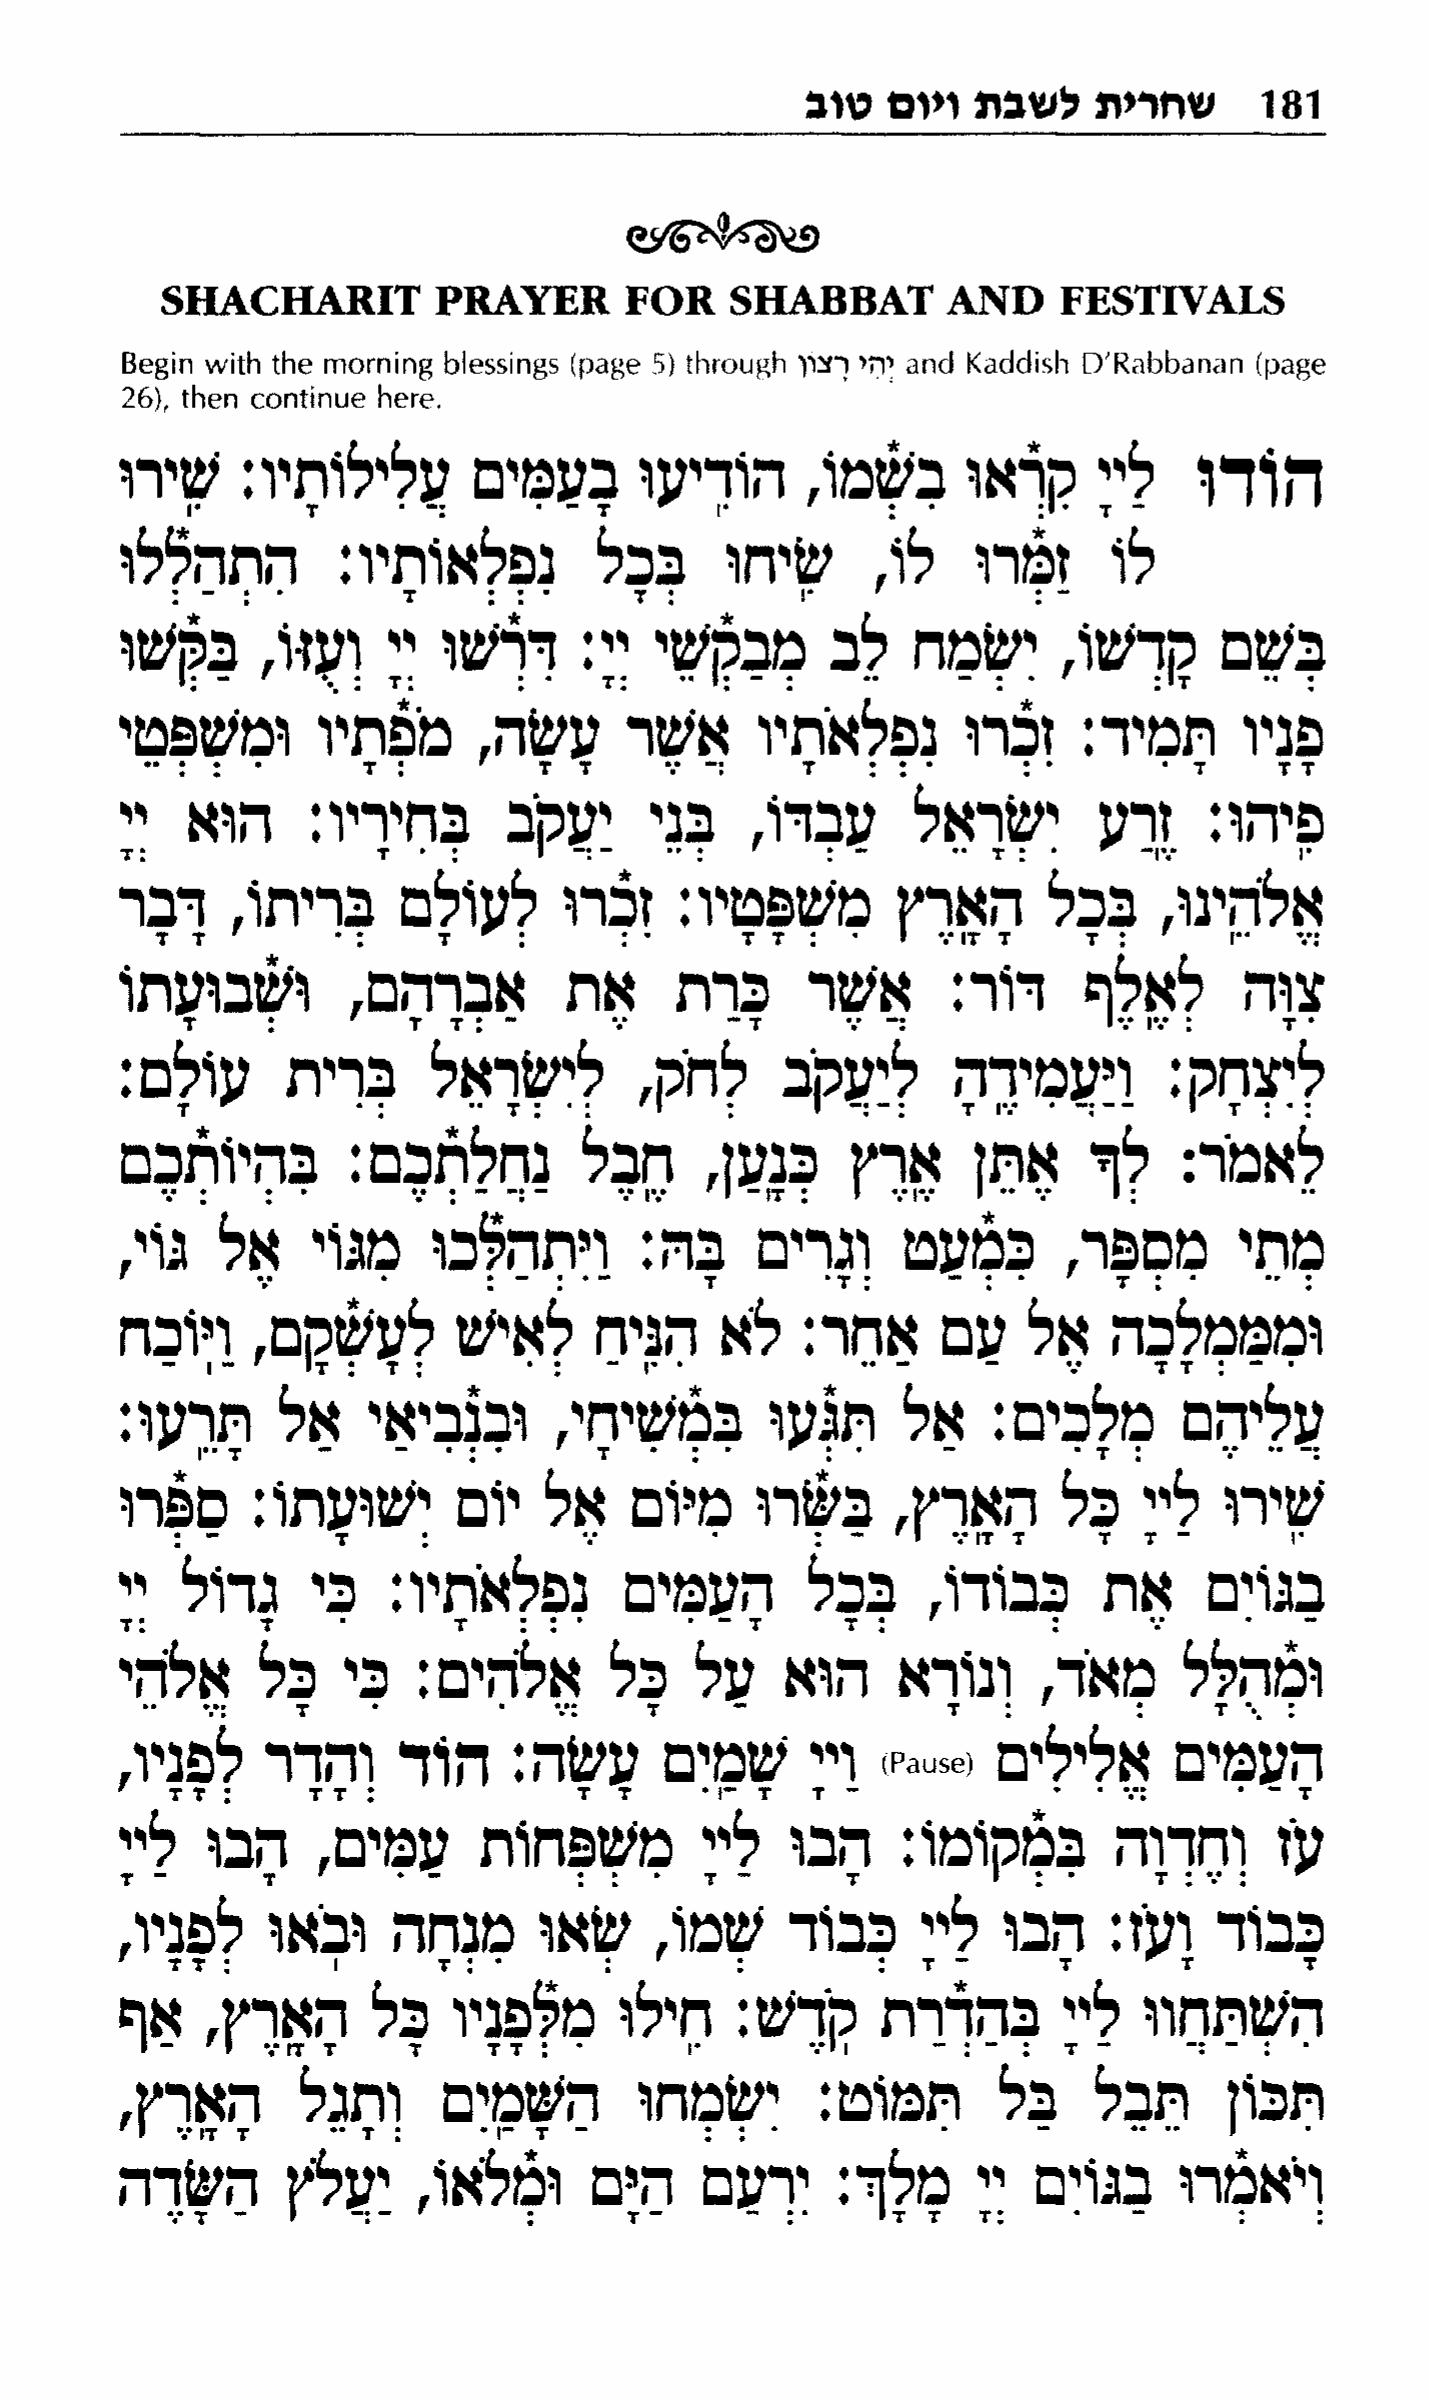 181 שחרית לשבת ויום טוב
SHACHARIT PRAYER FOR SHABBAT AND FESTIVALS
Begin with the morning blessings (page 5) through יְהִי רָצוֹן and Kaddish D'Rabbanan (page
26), then continue here.
הוֹדוּ לַייָ קִרְ֯אוּ בִשְׁ֯מוֹ, הוֹדִֽיעוּ בָעַמִּים עֲלִילוֹתָיו: שִֽׁירוּ
לוֹ זַמְּ֯רוּ לוֹ, שִֽׂיחוּ בְּכָל נִפְלְאוֹתָיו: הִתְהַלְ֯לוּ
בְּשֵׁם קָדְשׁוֹ, יִשְׂמַח לֵב מְבַקְ֯שֵׁי יְיָ: דִּרְ֯שׁוּ יְיָ וְעֻזּוֹ, בַּקְּ֯שׁוּ
פָנָיו תָּמִיד: זִכְ֯רוּ נִפְלְאֹתָיו אֲשֶׁר עָשָׂה, מֹפְ֯תָיו וּמִשְׁפְּטֵי
פִֽיהוּ: זֶֽרַע יִשְׂרָאֵל עַבְדּוֹ, בְּנֵי יַעֲקֹב בְּחִירָיו: הוּא יְיָ
אֱלֹהֵֽינוּ, בְּכָל הָאָֽרֶץ מִשְׁפָּטָיו: זִכְ֯רוּ לְעוֹלָם בְּרִיתוֹ, דָּבָר
צִוָּה לְאֶֽלֶף דּוֹר: אֲשֶׁר כָּרַת אֶת אַבְרָהָם, וּשְׁ֯בוּעָתוֹ
לְיִצְחָק: וַיַּעֲמִידֶֽהָ לְיַעֲקֹב לְחֹק, לְיִשְׂרָאֵל בְּרִית עוֹלָם:
לֵאמֹר: לְךָ אֶתֵּן אֶֽרֶץ כְּנָֽעַן, חֶֽבֶל נַחֲלַתְ֯כֶם: בִּהְיוֹתְ֯כֶם
מְתֵי מִסְפָּר, כִּמְ֯עַט וְגָרִים בָּהּ: וַיִּתְהַלְּ֯כוּ מִגּוֹי אֶל גּוֹי,
וּמִמַּמְלָכָה אֶל עַם אַחֵר: לֹא הִנִּֽיחַ לְאִישׁ לְעָשְׁ֯קָם, וַיּֽוֹכַח
עֲלֵיהֶם מְלָכִים: אַל תִּגְּ֯עוּ בִּמְ֯שִׁיחָי, וּבִנְ֯בִיאַי אַל תָּרֵֽעוּ:
שִֽׁירוּ לַייָ כָּל הָאָֽרֶץ, בַּשְּׂ֯רוּ מִיּוֹם אֶל יוֹם יְשׁוּעָתוֹ: סַפְּ֯רוּ
בַגּוֹיִם אֶת כְּבוֹדוֹ, בְּכָל הָעַמִּים נִפְלְאֹתָיו: כִּי גָדוֹל יְיָ
וּמְ֯הֻלָּל מְאֹד, וְנוֹרָא הוּא עַל כָּל אֱלֹהִים: כִּי כָּל אֱלֹהֵי
הָעַמִּים אֱלִילִים (Pause) וַייָ שָׁמַֽיִם עָשָׂה: הוֹד וְהָדָר לְפָנָיו,
עֹז וְחֶדְוָה בִּמְ֯קוֹמוֹ: הָבוּ לַייָ מִשְׁפְּחוֹת עַמִּים, הָבוּ לַייָ
כָּבוֹד וָעֹז: הָבוּ לַייָ כְּבוֹד שְׁמוֹ, שְׂאוּ מִנְחָה וּבֹֽאוּ לְפָנָיו,
הִשְׁתַּחֲווּ לַייָ בְּהַדְ֯רַת קֹֽדֶשׁ: חִֽילוּ מִלְּ֯פָנָיו כָּל הָאָֽרֶץ, אַף
תִּכּוֹן תֵּבֵל בַּל תִּמּוֹט: יִשְׂמְחוּ הַשָּׁמַֽיִם וְתָגֵל הָאָֽרֶץ,
וְיֹאמְ֯רוּ בַגּוֹיִם יְיָ מָלָךְ: יִרְעַם הַיָּם וּמְ֯לֹאוֹ, יַעֲלֹץ הַשָּׂדֶה